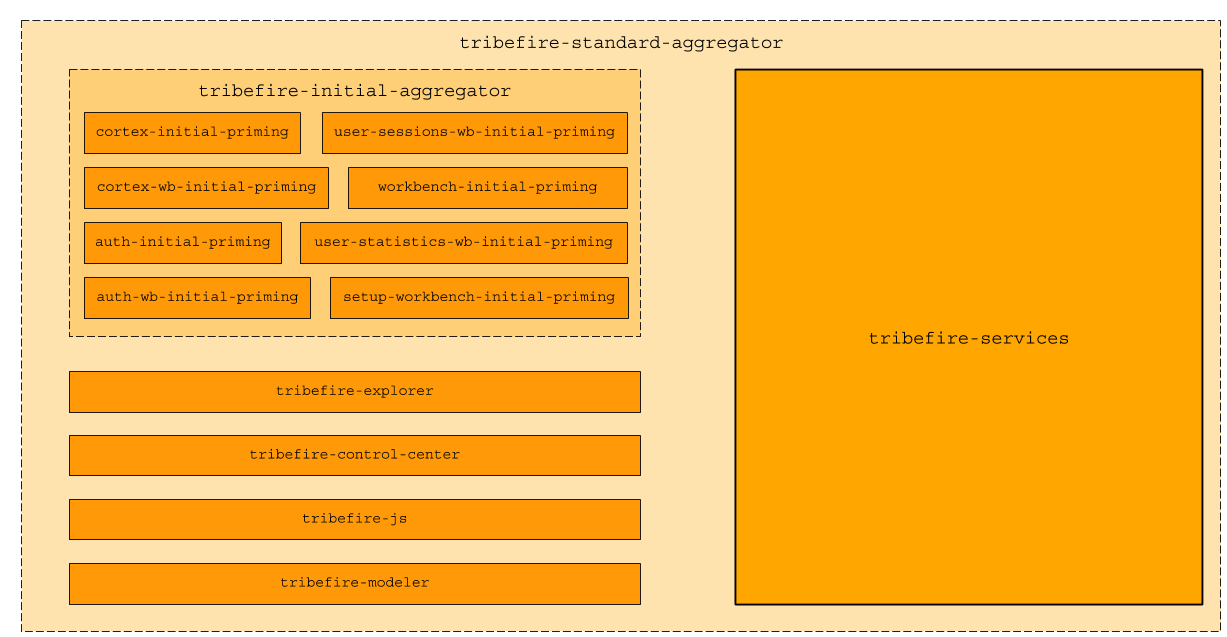 tribefire-standard-aggregator
tribefire-initial-aggregator
cortex-initial-priming
user-sessions-wb-initial-priming
cortex-wb-initial-priming
workbench-initial-priming
auth-initial-priming
user-statistics-wb-initial-priming
auth-wb-initial-priming
setup-workbench-initial-priming
tribefire-explorer
tribefire-control-center
tribefire-js
tribefire-modeler
tribefire-services